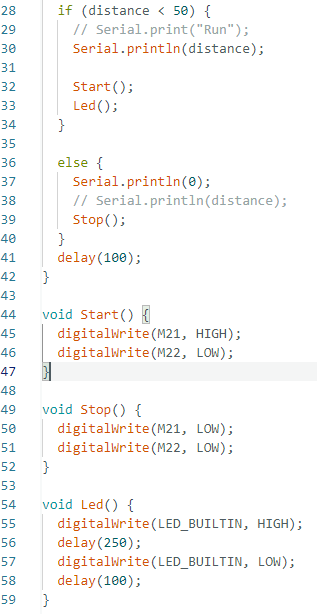 28 if (distance < 50) {
29 // Serial.print("Run");
30 Serial.println(distance);
31
32 Start();
33 Led();
34 }
35
36 else {
37 Serial.println(0);
38 // Serial.println(distance);
39 Stop();
40 }
41 delay(100);
42 }
43
44 void Start() {
45 digitalWrite(M21, HIGH);
46 digitalWrite(M22, LOW);
47 }
48
49 void Stop() {
50 digitalWrite(M21, LOW);
51 digitalWrite(M22, LOW);
52 }
53
54 void Led() {
55 digitalWrite(LED_BUILTIN, HIGH);
56 delay(250);
57 digitalWrite(LED_BUILTIN, LOW);
58 delay(100);
59 }